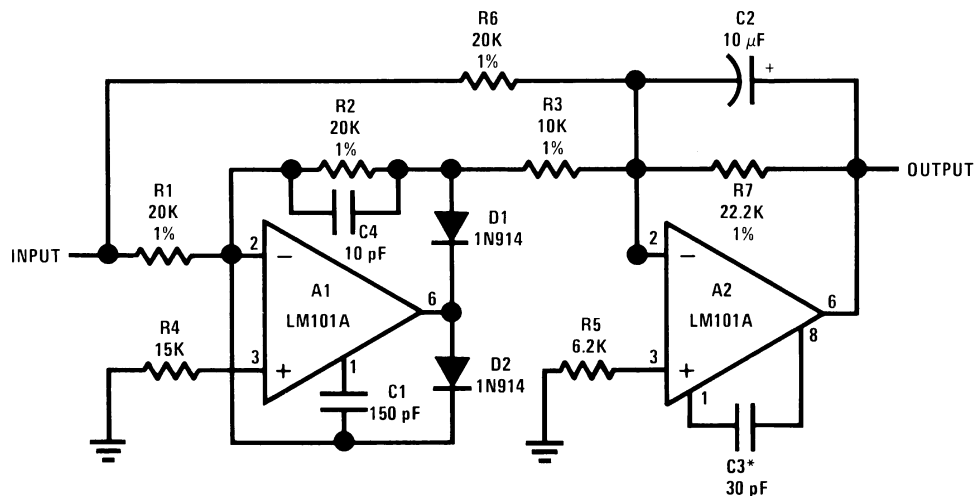 R6
20K
1%
C2
10 µF
+
R2
20K
1%
R3
10K
1%
OUTPUT
R1
20K
1%
C4
10 pF
D1
1N914
R7
22.2K
1%
INPUT
2
−
A1
LM101A
6
2
−
A2
LM101A
6
8
R4
15K
3
+
1
D2
1N914
R5
6.2K
3
+
1
C1
150 pF
C3*
30 pF